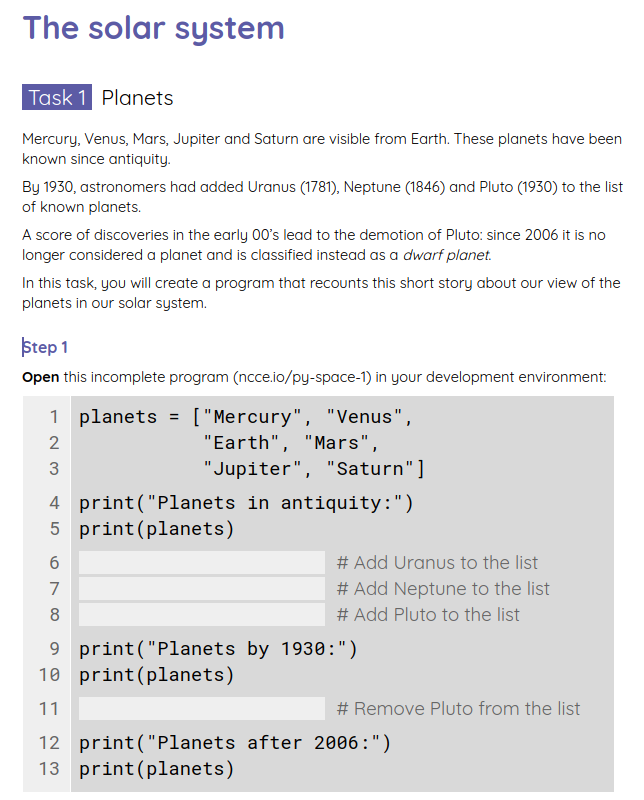 The solar system
Task 1 Planets
Mercury, Venus, Mars, Jupiter and Saturn are visible from Earth. These planets have been
known since antiquity.
By 1930, astronomers had added Uranus (1781), Neptune (1846) and Pluto (1930) to the list
of known planets.
A score of discoveries in the early 00's lead to the demotion of Pluto: since 2006 it is no
longer considered a planet and is classified instead as a dwarf planet.
In this task, you will create a program that recounts this short story about our view of the
planets in our solar system.
Step 1
Open this incomplete program (ncce.io/py-space-1) in your development environment:
1 planets = ["Mercury", "Venus",
2 "Earth", "Mars",
3 "Jupiter", "Saturn"]
4 print("Planets in antiquity:")
5 print(planets)
6 # Add Uranus to the list
7 # Add Neptune to the list
8 # Add Pluto to the list
9 print("Planets by 1930:")
10 print(planets)
11 # Remove Pluto from the list
12 print("Planets after 2006:")
13 print(planets)